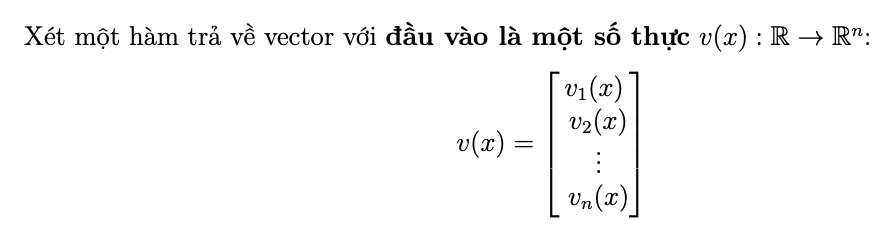 Xét một hàm trả về vector với đầu vào là một số thực v(x) : ℝ → ℝⁿ:
v₁(x)
v₂(x)
v(x) =
⋮
vₙ(x)